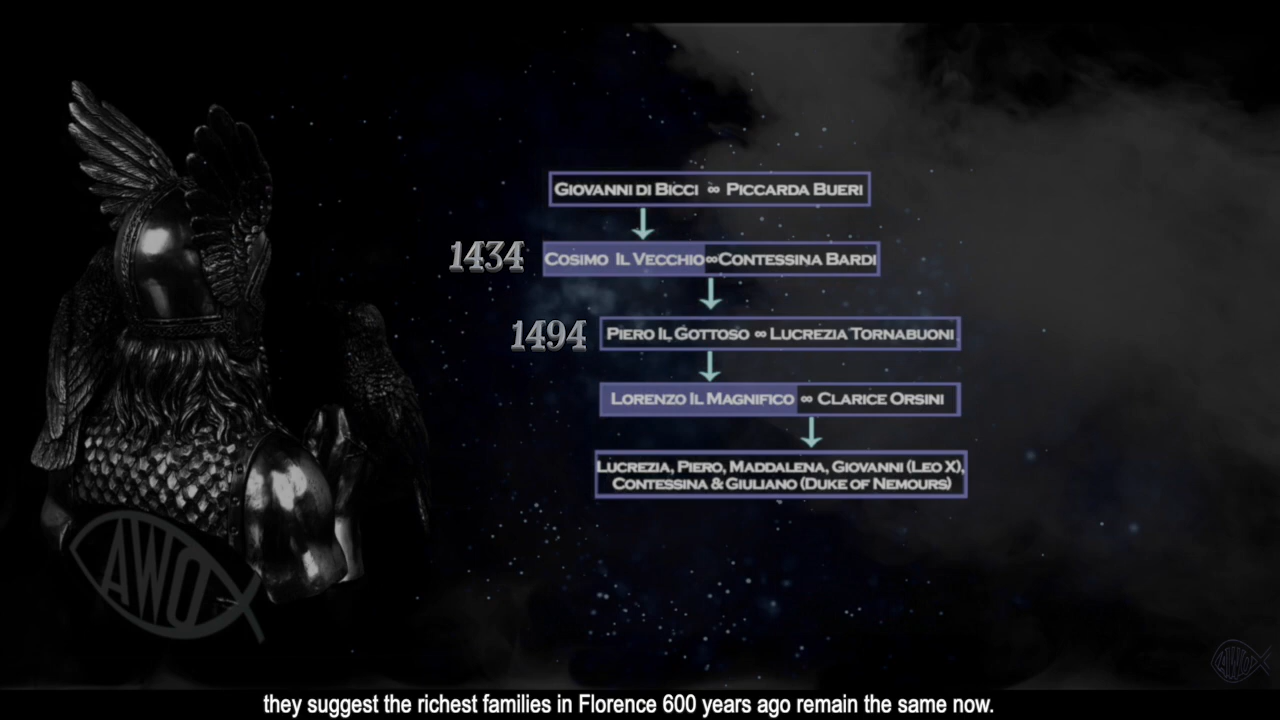 GIOVANNI DI BICCI ∞ PICCARDA BUERI
1434
COSIMO IL VECCHIO∞CONTESSINA BARDI
1494
PIERO IL GOTTOSO ∞ LUCREZIA TORNABUONI
LORENZO IL MAGNIFICO ∞ CLARICE ORSINI
LUCREZIA, PIERO, MADDALENA, GIOVANNI (LEO X),
CONTESSINA & GIULIANO (DUKE OF NEMOURS)
AWO
they suggest the richest families in Florence 600 years ago remain the same now.